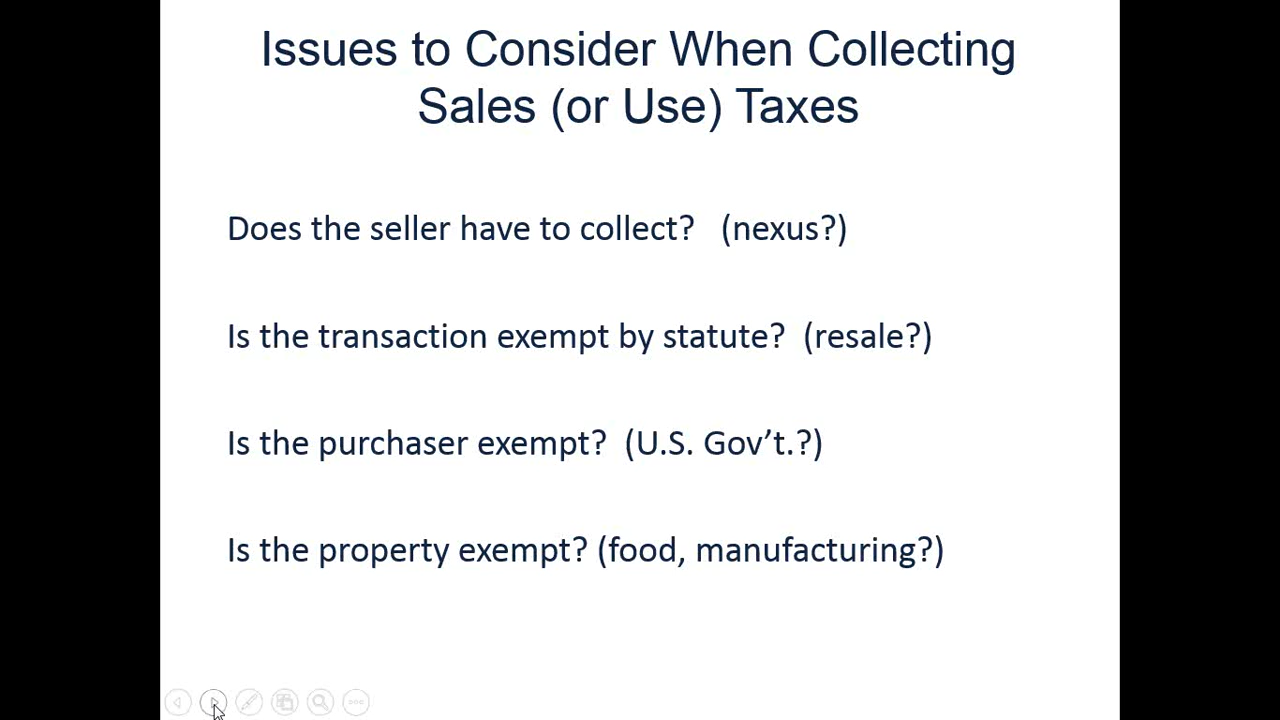 Issues to Consider When Collecting
Sales (or Use) Taxes
Does the seller have to collect?   (nexus?)
Is the transaction exempt by statute?  (resale?)
Is the purchaser exempt?  (U.S. Gov’t.?)
Is the property exempt? (food, manufacturing?)